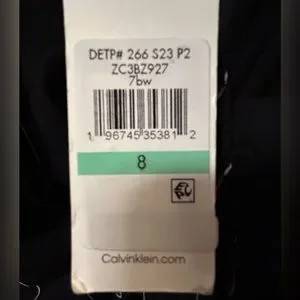 DETP# 266 S23 P2
ZC3BZ927
7bw
1 96745 35381 2
8
Calvinklein.com